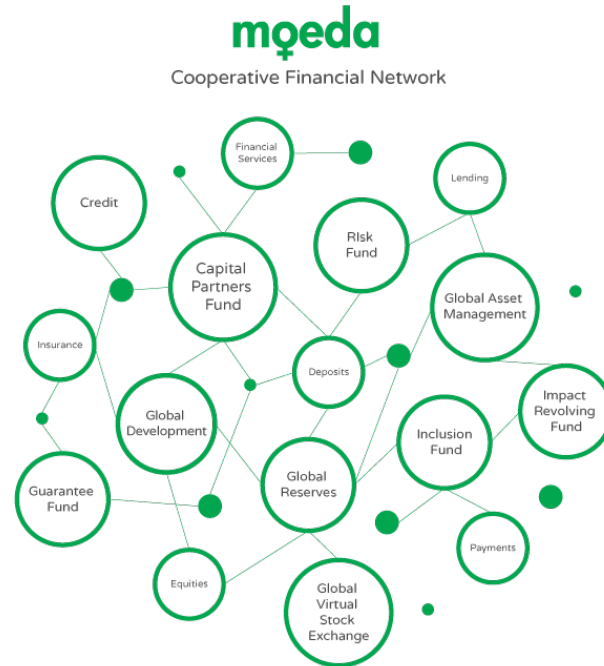 moeda
Cooperative Financial Network
Financial
Services
Lending
Credit
RIsk
Fund
Capital
Partners
Fund
Global Asset
Management
Insurance
Deposits
Impact
Revolving
Fund
Global
Development
Inclusion
Fund
Guarantee
Fund
Global
Reserves
Payments
Equities
Global
Virtual
Stock
Exchange